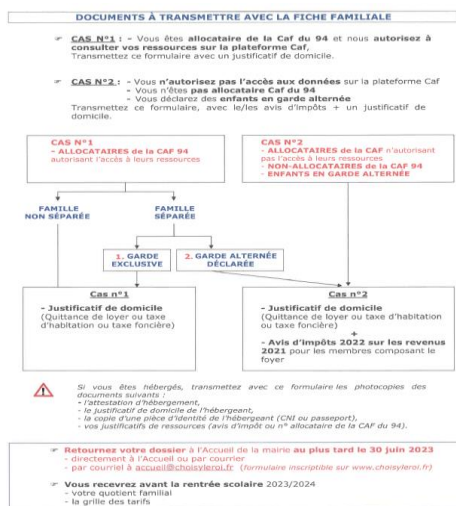 DOCUMENTS À TRANSMETTRE AVEC LA FICHE FAMILIALE
☞ CAS N°1 : - Vous êtes allocataire de la Caf du 94 et nous autorisez à
consulter vos ressources sur la plateforme Caf,
Transmettez ce formulaire avec un justificatif de domicile.
☞ CAS N°2 : - Vous n'autorisez pas l'accès aux données sur la plateforme Caf
- Vous n'êtes pas allocataire Caf du 94
- Vous déclarez des enfants en garde alternée
Transmettez ce formulaire, avec le/les avis d'impôts + un justificatif de
domicile.
CAS N°1
- ALLOCATAIRES de la CAF 94
autorisant l'accès à leurs ressources
CAS N°2
- ALLOCATAIRES de la CAF n'autorisant
pas l'accès à leurs ressources
- NON-ALLOCATAIRES de la CAF 94
- ENFANTS EN GARDE ALTERNÉE
FAMILLE
NON SÉPARÉE
FAMILLE
SÉPARÉE
1. GARDE
EXCLUSIVE
2. GARDE ALTERNÉE
DÉCLARÉE
Cas n°1
- Justificatif de domicile
(Quittance de loyer ou taxe
d'habitation ou taxe foncière)
Cas n°2
- Justificatif de domicile
(Quittance de loyer ou taxe d'habitation
ou taxe foncière)
+
- Avis d'impôts 2022 sur les revenus
2021 pour les membres composant le
foyer
Si vous êtes hébergés, transmettez avec ce formulaire les photocopies des
documents suivants :
- l'attestation d'hébergement,
- le justificatif de domicile de l'hébergeant,
- la copie d'une pièce d'identité de l'hébergeant (CNI ou passeport),
- vos justificatifs de ressources (avis d'impôt ou n° allocataire de la CAF du 94).
☞ Retournez votre dossier à l'Accueil de la mairie au plus tard le 30 juin 2023
- directement à l'Accueil ou par courrier
- par courriel à accueil@choisyleroi.fr (formulaire inscriptible sur www.choisyleroi.fr)
☞ Vous recevrez avant la rentrée scolaire 2023/2024
- votre quotient familial
- la grille des tarifs